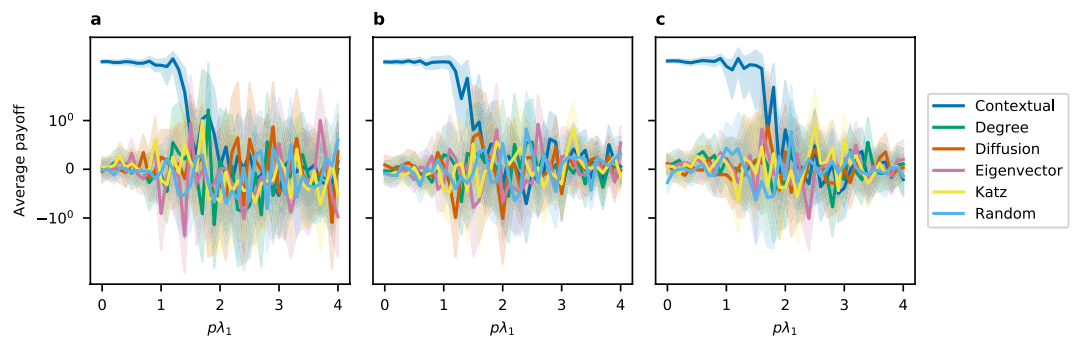 a b c
Average payoff
10⁰
0
−10⁰
0 1 2 3 4
pλ₁
0 1 2 3 4
pλ₁
0 1 2 3 4
pλ₁
Contextual
Degree
Diffusion
Eigenvector
Katz
Random